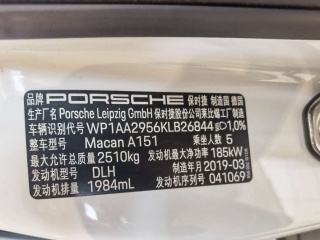 品牌 PORSCHE 保时捷 制造国 德国
生产厂名 Porsche Leipzig GmbH 保时捷股份公司莱比锡工厂制造
车辆识别代号 WP1AA2956KLB26844 1,0%
整车型号 Macan A151 乘坐人数 5
最大允许总质量 2510kg 发动机最大净功率 185kW
发动机型号 DLH 制造年月 2019-03
发动机排量 1984mL 发动机序列号 041069